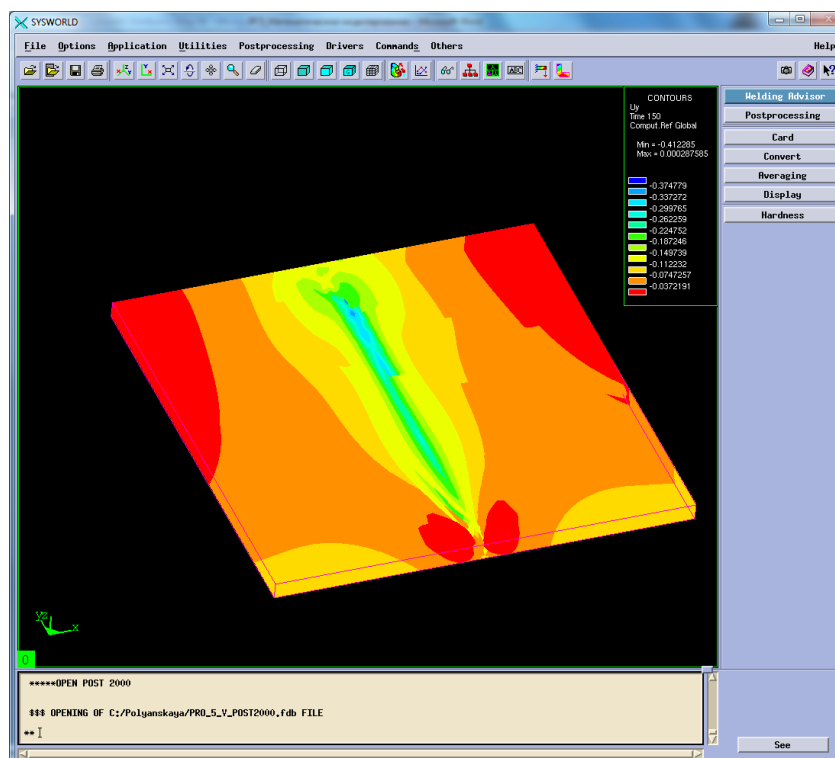 SYSWORLD
File Options Application Utilities Postprocessing Drivers Commands Others Help
ABC
CONTOURS
Uy
Time 150
Comput.Ref Global
Min = -0.412285
Max = 0.000287585
-0.374779
-0.337272
-0.299765
-0.262259
-0.224752
-0.187246
-0.149739
-0.112232
-0.0747257
-0.0372191
Welding Advisor
Postprocessing
Card
Convert
Averaging
Display
Hardness
YZ
X
0
*****OPEN POST 2000
$$$ OPENING OF C:/Polyanskaya/PRO_5_V_POST2000.fdb FILE
**
See